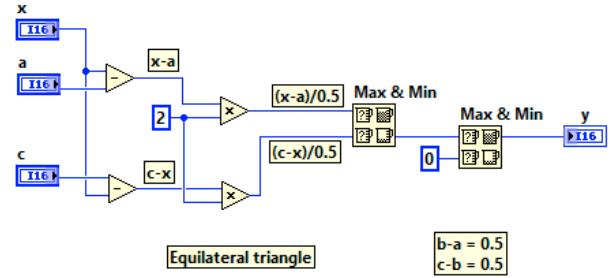 x
I16
a
I16
x-a
2
(x-a)/0.5
Max & Min
Max & Min
y
I16
(c-x)/0.5
0
c
I16
c-x
Equilateral triangle
b-a = 0.5
c-b = 0.5